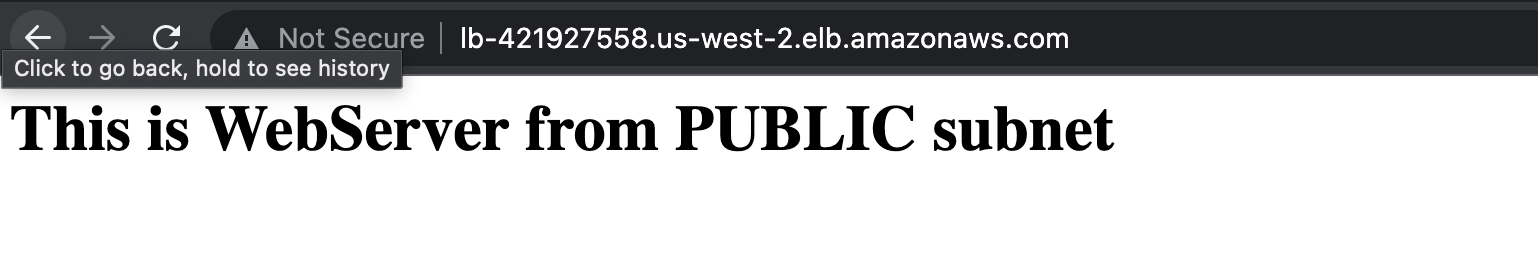 Not Secure lb-421927558.us-west-2.elb.amazonaws.com
Click to go back, hold to see history
This is WebServer from PUBLIC subnet